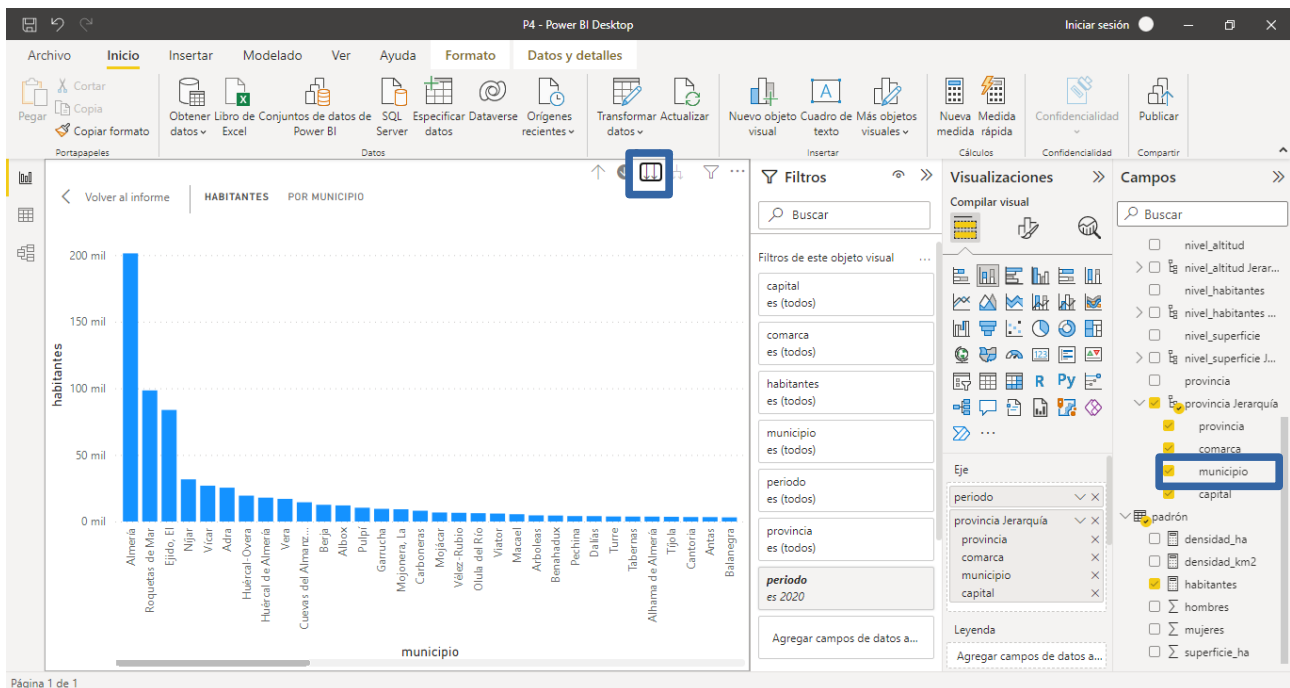 P4 - Power BI Desktop
Iniciar sesión
Archivo Inicio Insertar Modelado Ver Ayuda Formato Datos y detalles
Pegar
Cortar
Copia
Copiar formato
Portapapeles
Obtener datos
Libro de Excel
Conjuntos de datos de Power BI
SQL Server
Especificar datos
Dataverse
Orígenes recientes
Datos
Transformar datos
Actualizar
Nuevo objeto visual
Cuadro de texto
Más objetos visuales
Insertar
Nueva medida
Medida rápida
Cálculos
Confidencialidad
Confidencialidad
Publicar
Compartir
Volver al informe
HABITANTES POR MUNICIPIO
habitantes
200 mil
150 mil
100 mil
50 mil
0 mil
Almería
Roquetas de Mar
Ejido, El
Níjar
Vícar
Adra
Huércal-Overa
Huércal de Almería
Vera
Cuevas del Almanz...
Berja
Albox
Pulpí
Garrucha
Mojonera, La
Carboneras
Mojácar
Vélez-Rubio
Olula del Río
Viator
Macael
Arboleas
Benahadux
Pechina
Dalías
Turre
Tabernas
Alhama de Almería
Tíjola
Cantoria
Antas
Balanegra
municipio
Filtros
Buscar
Filtros de este objeto visual
capital
es (todos)
comarca
es (todos)
habitantes
es (todos)
municipio
es (todos)
periodo
es (todos)
provincia
es (todos)
periodo
es 2020
Agregar campos de datos a...
Visualizaciones
Compilar visual
123
R Py
Eje
periodo
provincia Jerarquía
provincia
comarca
municipio
capital
Leyenda
Agregar campos de datos a...
Campos
Buscar
nivel_altitud
nivel_altitud Jerar...
nivel_habitantes
nivel_habitantes ...
nivel_superficie
nivel_superficie J...
provincia
provincia Jerarquía
provincia
comarca
municipio
capital
padrón
densidad_ha
densidad_km2
habitantes
hombres
mujeres
superficie_ha
Página 1 de 1